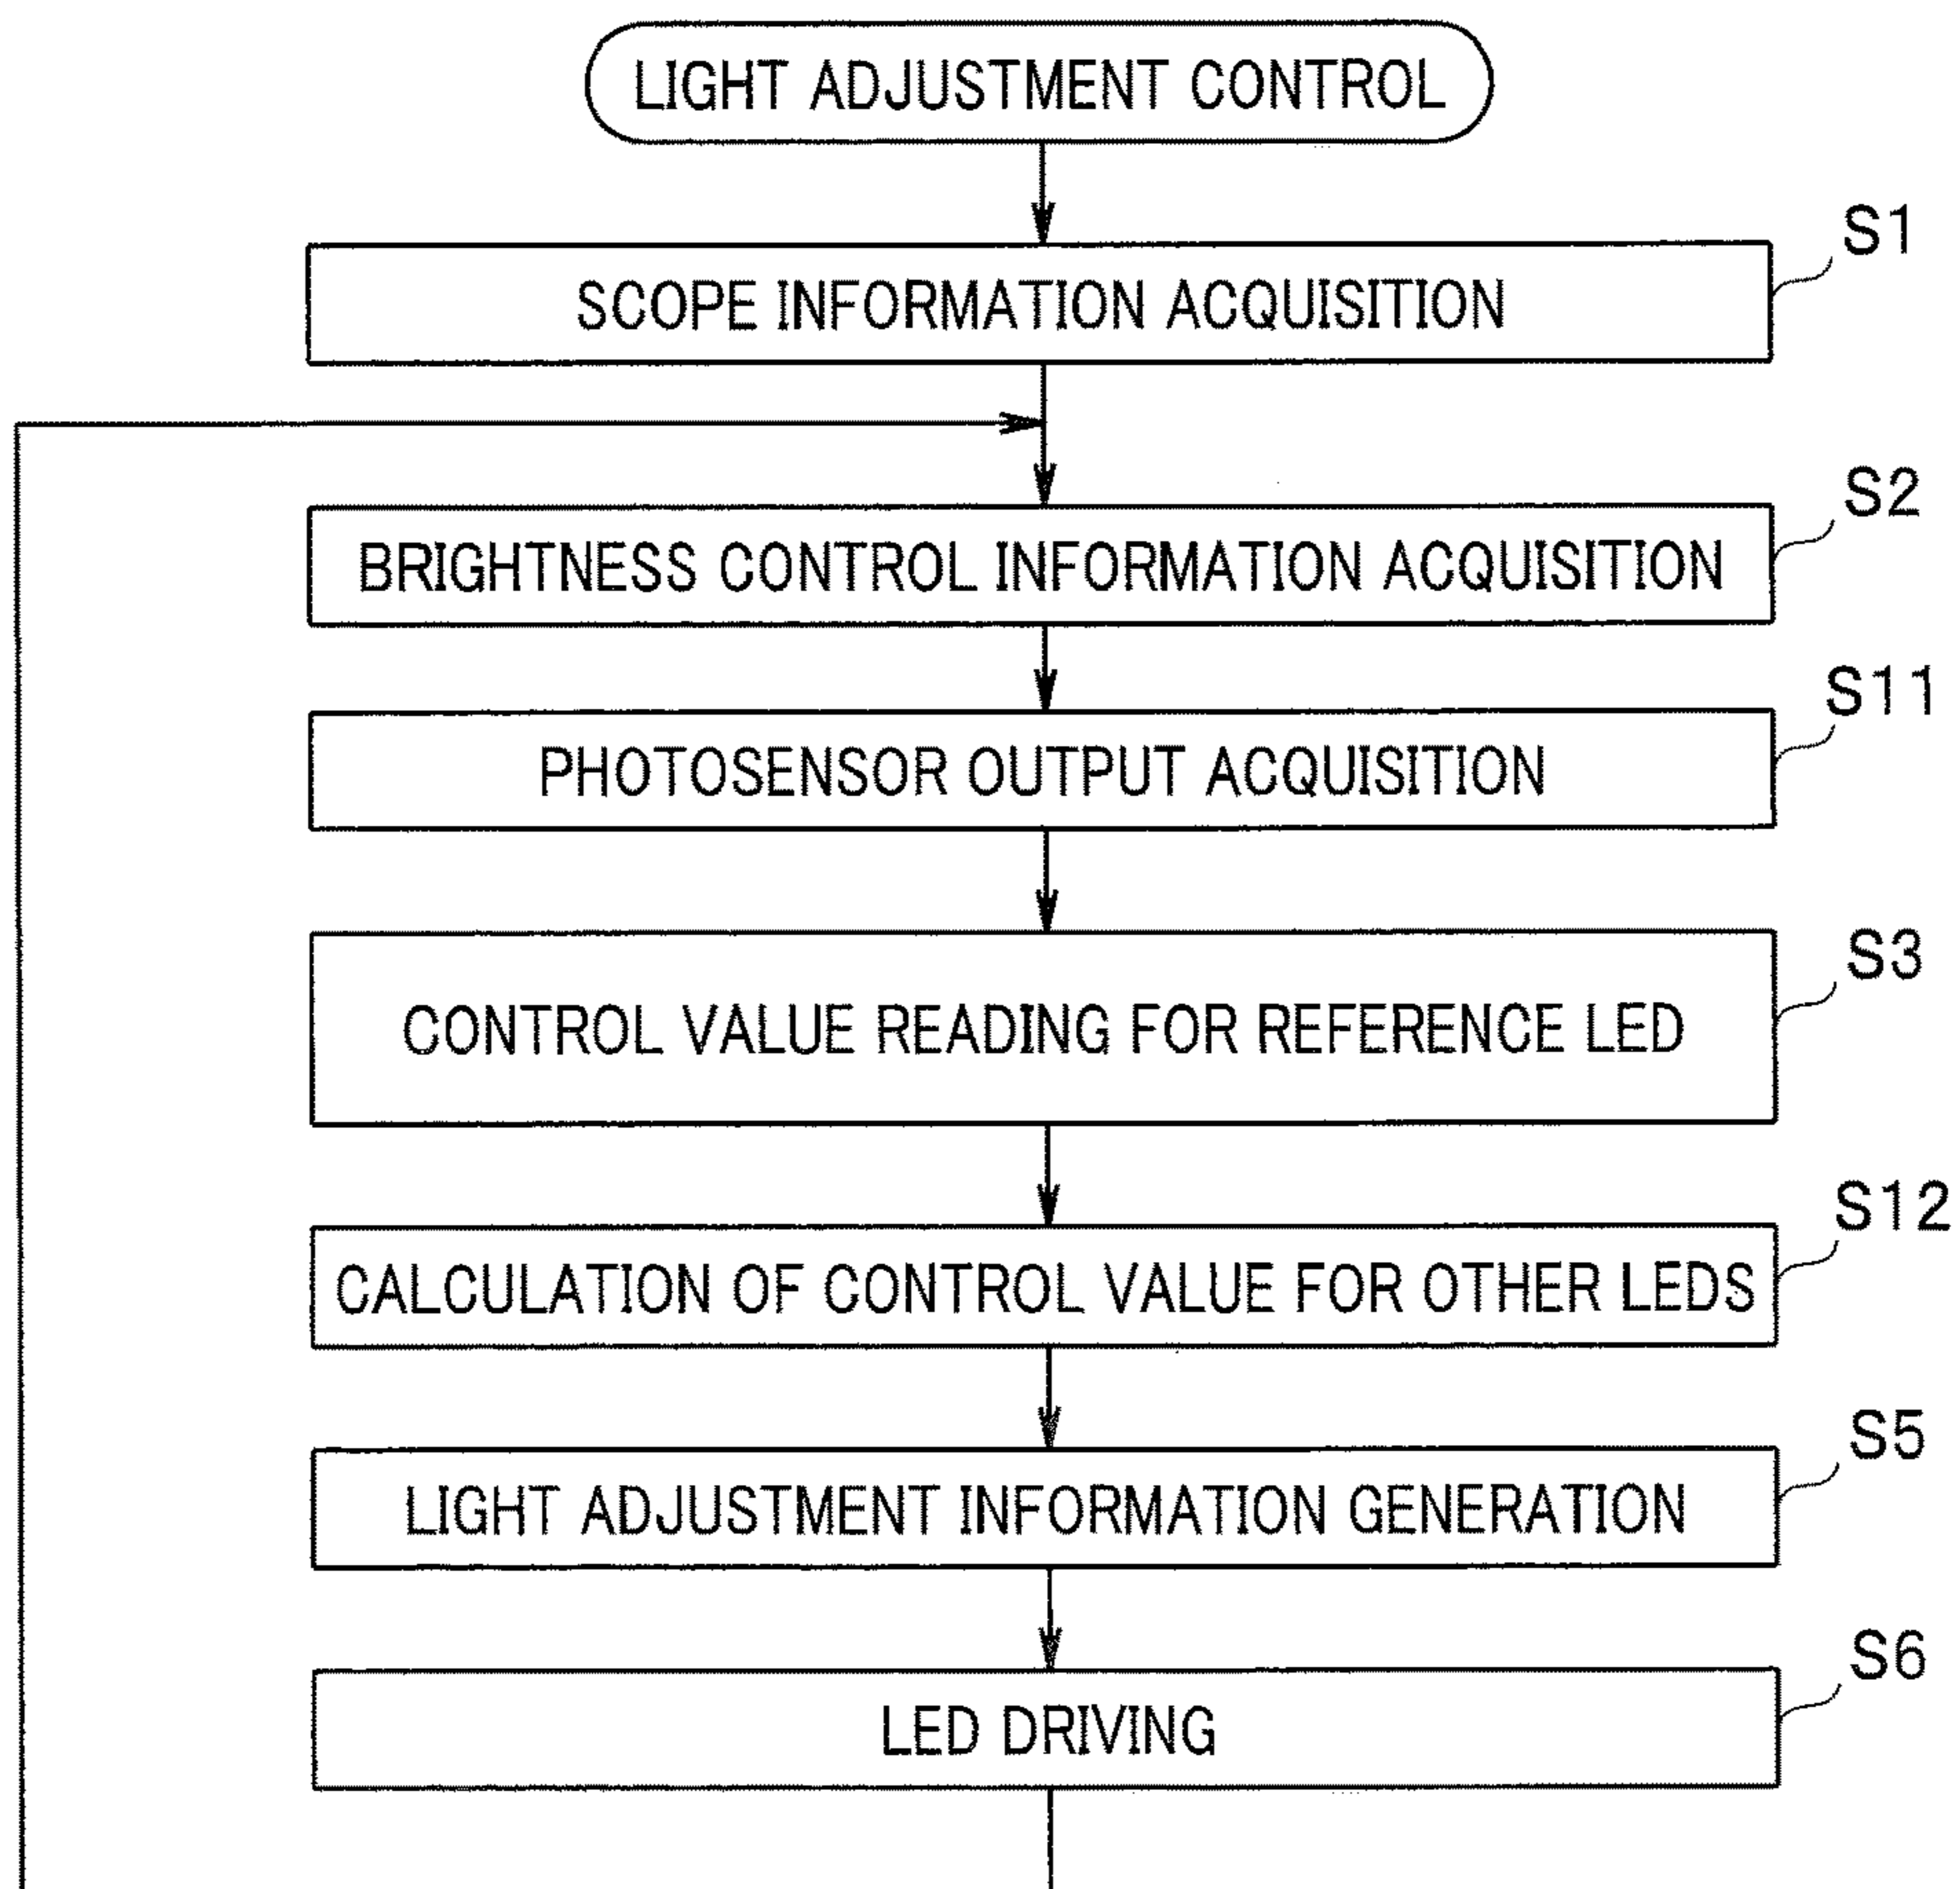 LIGHT ADJUSTMENT CONTROL
S1
SCOPE INFORMATION ACQUISITION
S2
BRIGHTNESS CONTROL INFORMATION ACQUISITION
S11
PHOTOSENSOR OUTPUT ACQUISITION
S3
CONTROL VALUE READING FOR REFERENCE LED
S12
CALCULATION OF CONTROL VALUE FOR OTHER LEDS
S5
LIGHT ADJUSTMENT INFORMATION GENERATION
S6
LED DRIVING